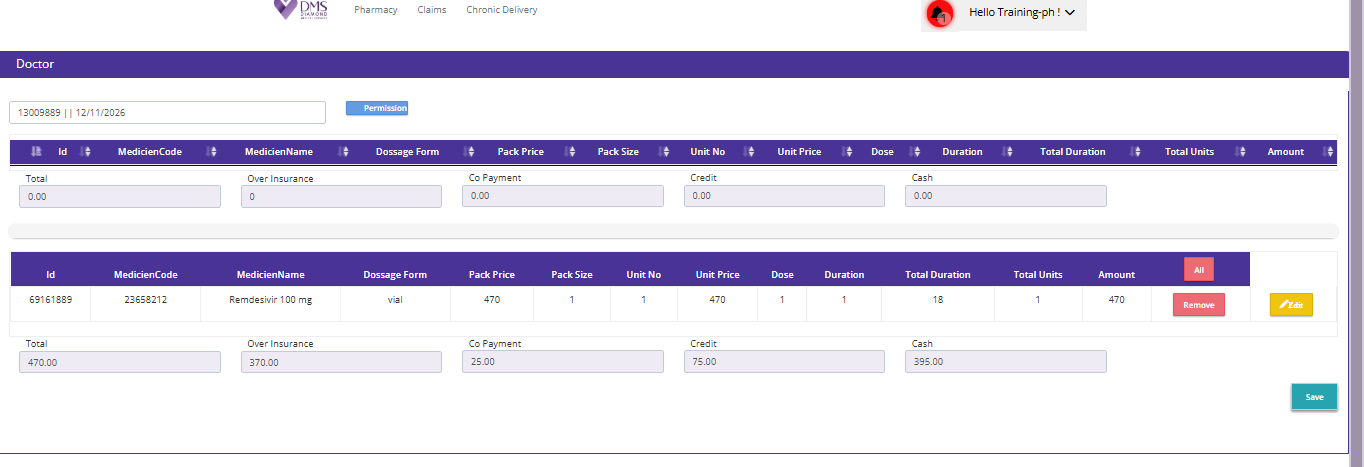 DMS
DIAMOND
Pharmacy Claims Chronic Delivery
1 Hello Training-ph !
Doctor
13009889 || 12/11/2026 Permission
Id MedicienCode MedicienName Dossage Form Pack Price Pack Size Unit No Unit Price Dose Duration Total Duration Total Units Amount
Total Over Insurance Co Payment Credit Cash
0.00 0 0.00 0.00 0.00
Id MedicienCode MedicienName Dossage Form Pack Price Pack Size Unit No Unit Price Dose Duration Total Duration Total Units Amount All
69161889 23658212 Remdesivir 100 mg vial 470 1 1 470 1 1 18 1 470 Remove Edit
Total Over Insurance Co Payment Credit Cash
470.00 370.00 25.00 75.00 395.00
Save